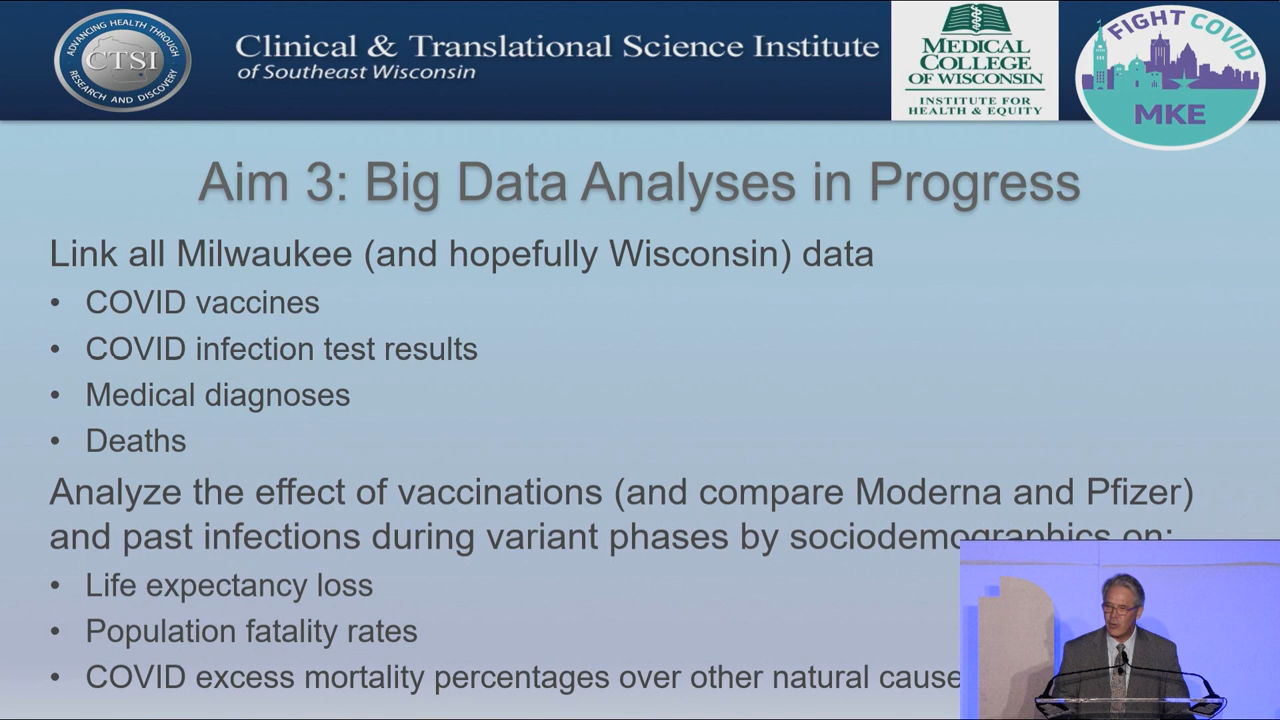 ADVANCING HEALTH THROUGH
CTSI
RESEARCH AND DISCOVERY
Clinical & Translational Science Institute
of Southeast Wisconsin
MEDICAL
COLLEGE
OF WISCONSIN
INSTITUTE FOR
HEALTH & EQUITY
FIGHT COVID
MKE
Aim 3: Big Data Analyses in Progress
Link all Milwaukee (and hopefully Wisconsin) data
• COVID vaccines
• COVID infection test results
• Medical diagnoses
• Deaths
Analyze the effect of vaccinations (and compare Moderna and Pfizer)
and past infections during variant phases by sociodemographics on:
• Life expectancy loss
• Population fatality rates
• COVID excess mortality percentages over other natural cause